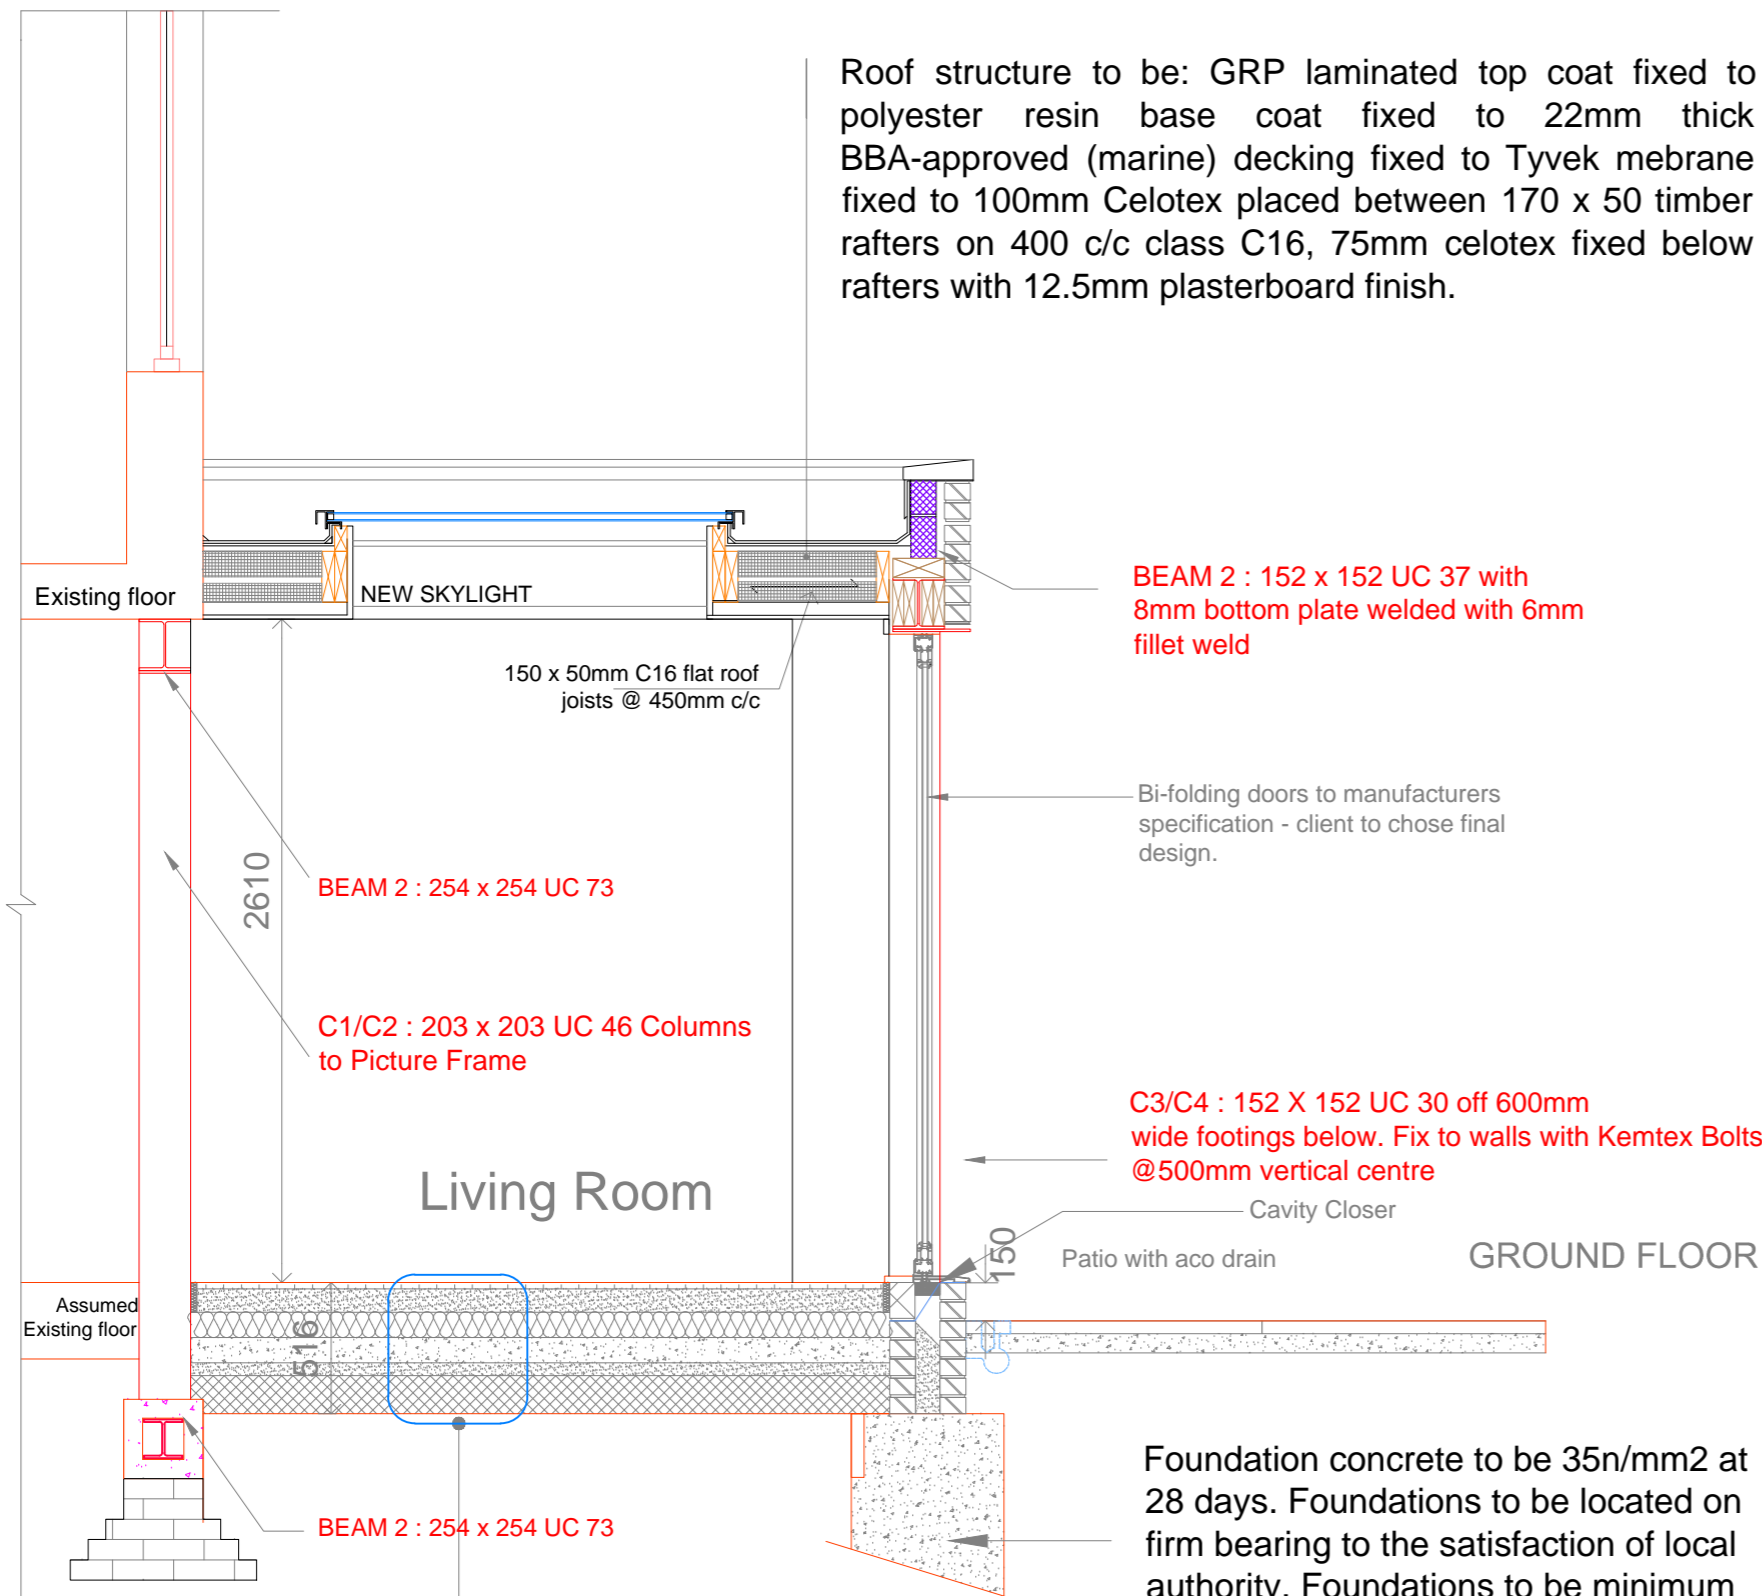 Roof structure to be: GRP laminated top coat fixed to
polyester resin base coat fixed to 22mm thick
BBA-approved (marine) decking fixed to Tyvek mebrane
fixed to 100mm Celotex placed between 170 x 50 timber
rafters on 400 c/c class C16, 75mm celotex fixed below
rafters with 12.5mm plasterboard finish.
Existing floor
NEW SKYLIGHT
BEAM 2 : 152 x 152 UC 37 with
8mm bottom plate welded with 6mm
fillet weld
150 x 50mm C16 flat roof
joists @ 450mm c/c
Bi-folding doors to manufacturers
specification - client to chose final
design.
2610
BEAM 2 : 254 x 254 UC 73
C1/C2 : 203 x 203 UC 46 Columns
to Picture Frame
C3/C4 : 152 X 152 UC 30 off 600mm
wide footings below. Fix to walls with Kemtex Bolts
@500mm vertical centre
Living Room
Cavity Closer
150
Patio with aco drain
GROUND FLOOR
Assumed
Existing floor
516
BEAM 2 : 254 x 254 UC 73
Foundation concrete to be 35n/mm2 at
28 days. Foundations to be located on
firm bearing to the satisfaction of local
authority. Foundations to be minimum